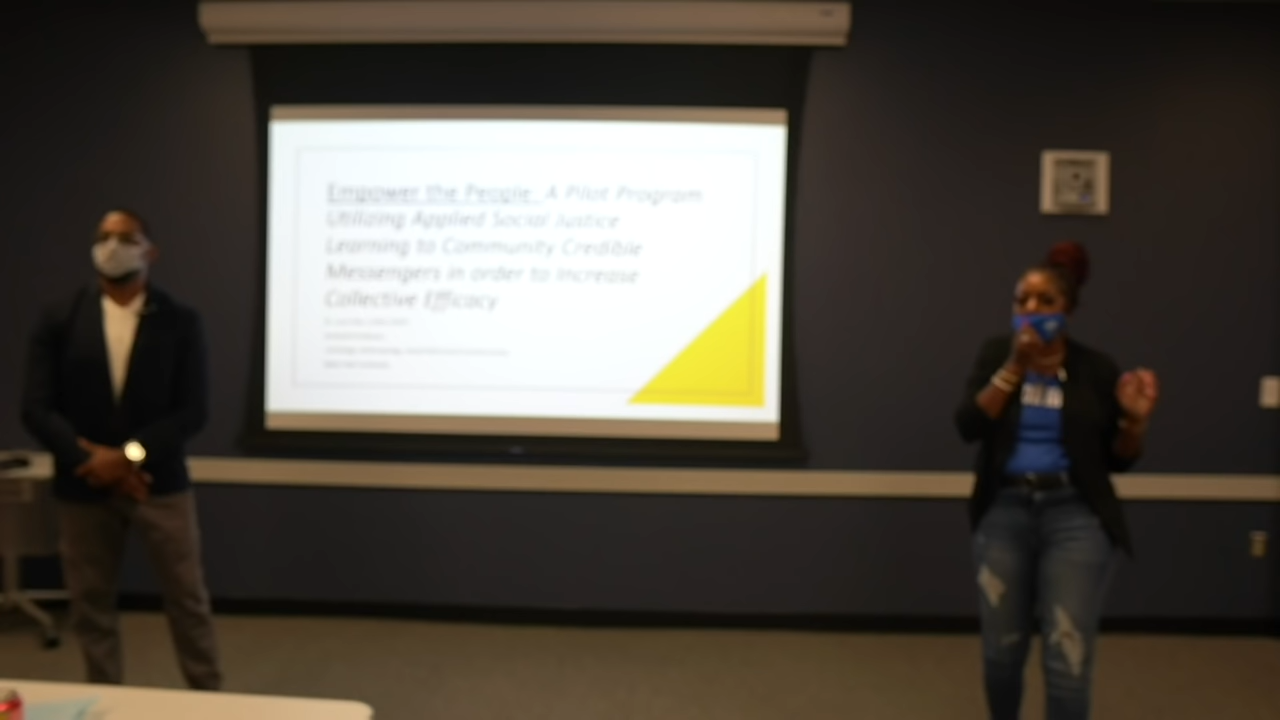 Empower the People: A Pilot Program
Utilizing Applied Social Justice
Learning to Community Credible
Messengers in order to Increase
Collective Efficacy